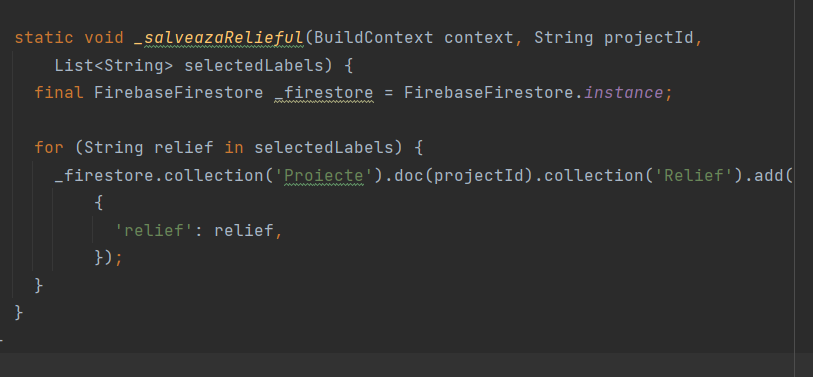 static void _salveazaRelieful(BuildContext context, String projectId,
List<String> selectedLabels) {
final FirebaseFirestore _firestore = FirebaseFirestore.instance;
for (String relief in selectedLabels) {
_firestore.collection('Proiecte').doc(projectId).collection('Relief').add(
{
'relief': relief,
});
}
}